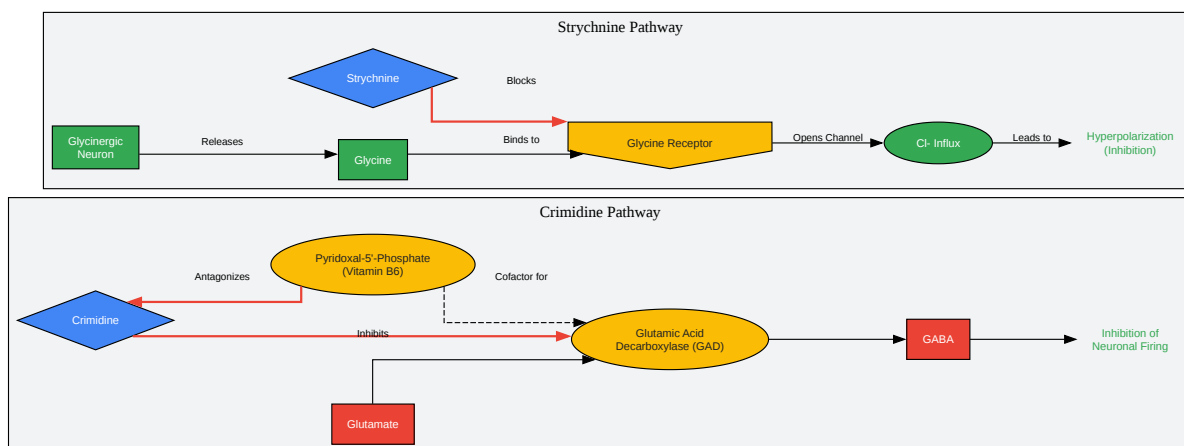 Strychnine Pathway
Strychnine
Blocks
Glycinergic
Neuron
Releases
Glycine
Binds to
Glycine Receptor
Opens Channel
Cl- Influx
Leads to
Hyperpolarization
(Inhibition)
Crimidine Pathway
Pyridoxal-5'-Phosphate
(Vitamin B6)
Antagonizes
Cofactor for
Crimidine
Inhibits
Glutamic Acid
Decarboxylase (GAD)
GABA
Inhibition of
Neuronal Firing
Glutamate